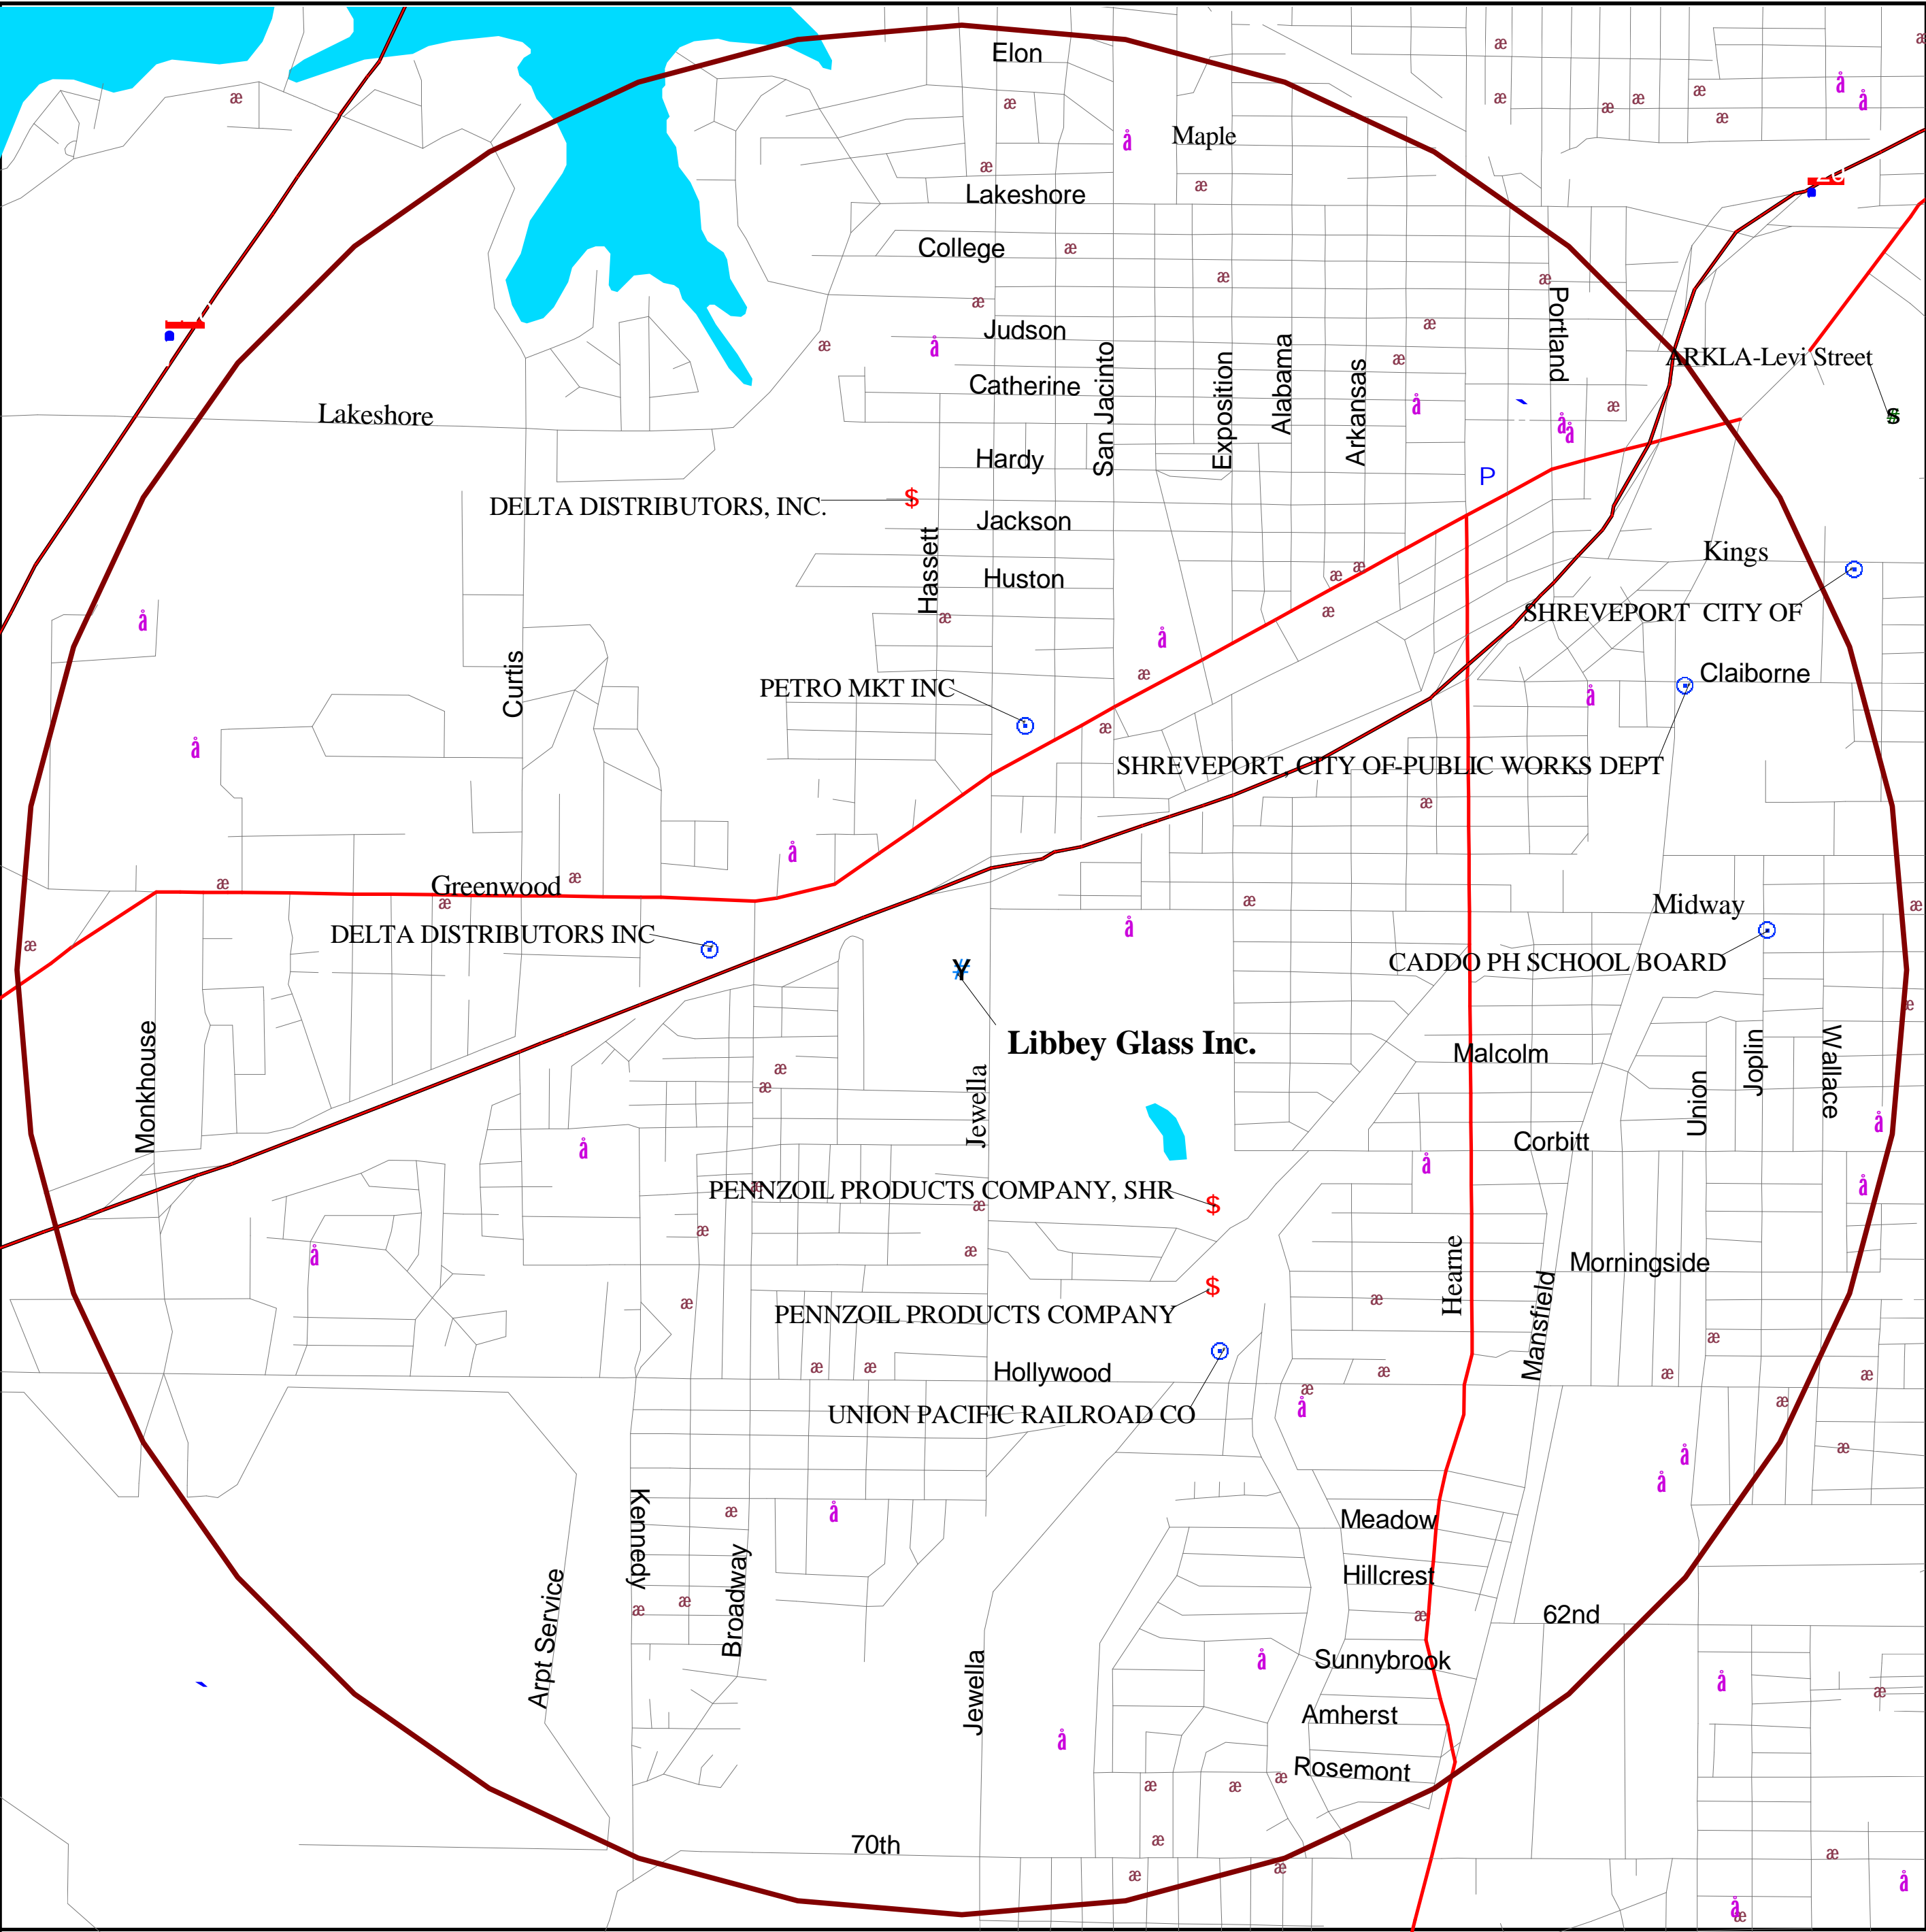 Elon
Maple
Lakeshore
College
Judson
Portland
ARKLA-Levi Street
San Jacinto
Exposition
Alabama
Arkansas
Catherine
Lakeshore
Hardy
P
$
DELTA DISTRIBUTORS, INC.
Jackson
Hassett
Kings
Huston
SHREVEPORT CITY OF
Curtis
Claiborne
PETRO MKT INC
SHREVEPORT, CITY OF-PUBLIC WORKS DEPT
Greenwood
Midway
DELTA DISTRIBUTORS INC
CADDO PH SCHOOL BOARD
Libbey Glass Inc.
Malcolm
Monkhouse
Jewella
Union
Joplin
Wallace
Corbitt
PENNZOIL PRODUCTS COMPANY, SHR
$
Hearne
Mansfield
Morningside
$
PENNZOIL PRODUCTS COMPANY
Hollywood
UNION PACIFIC RAILROAD CO
Meadow
Kennedy
Broadway
Hillcrest
Arpt Service
62nd
Jewella
Sunnybrook
Amherst
Rosemont
70th